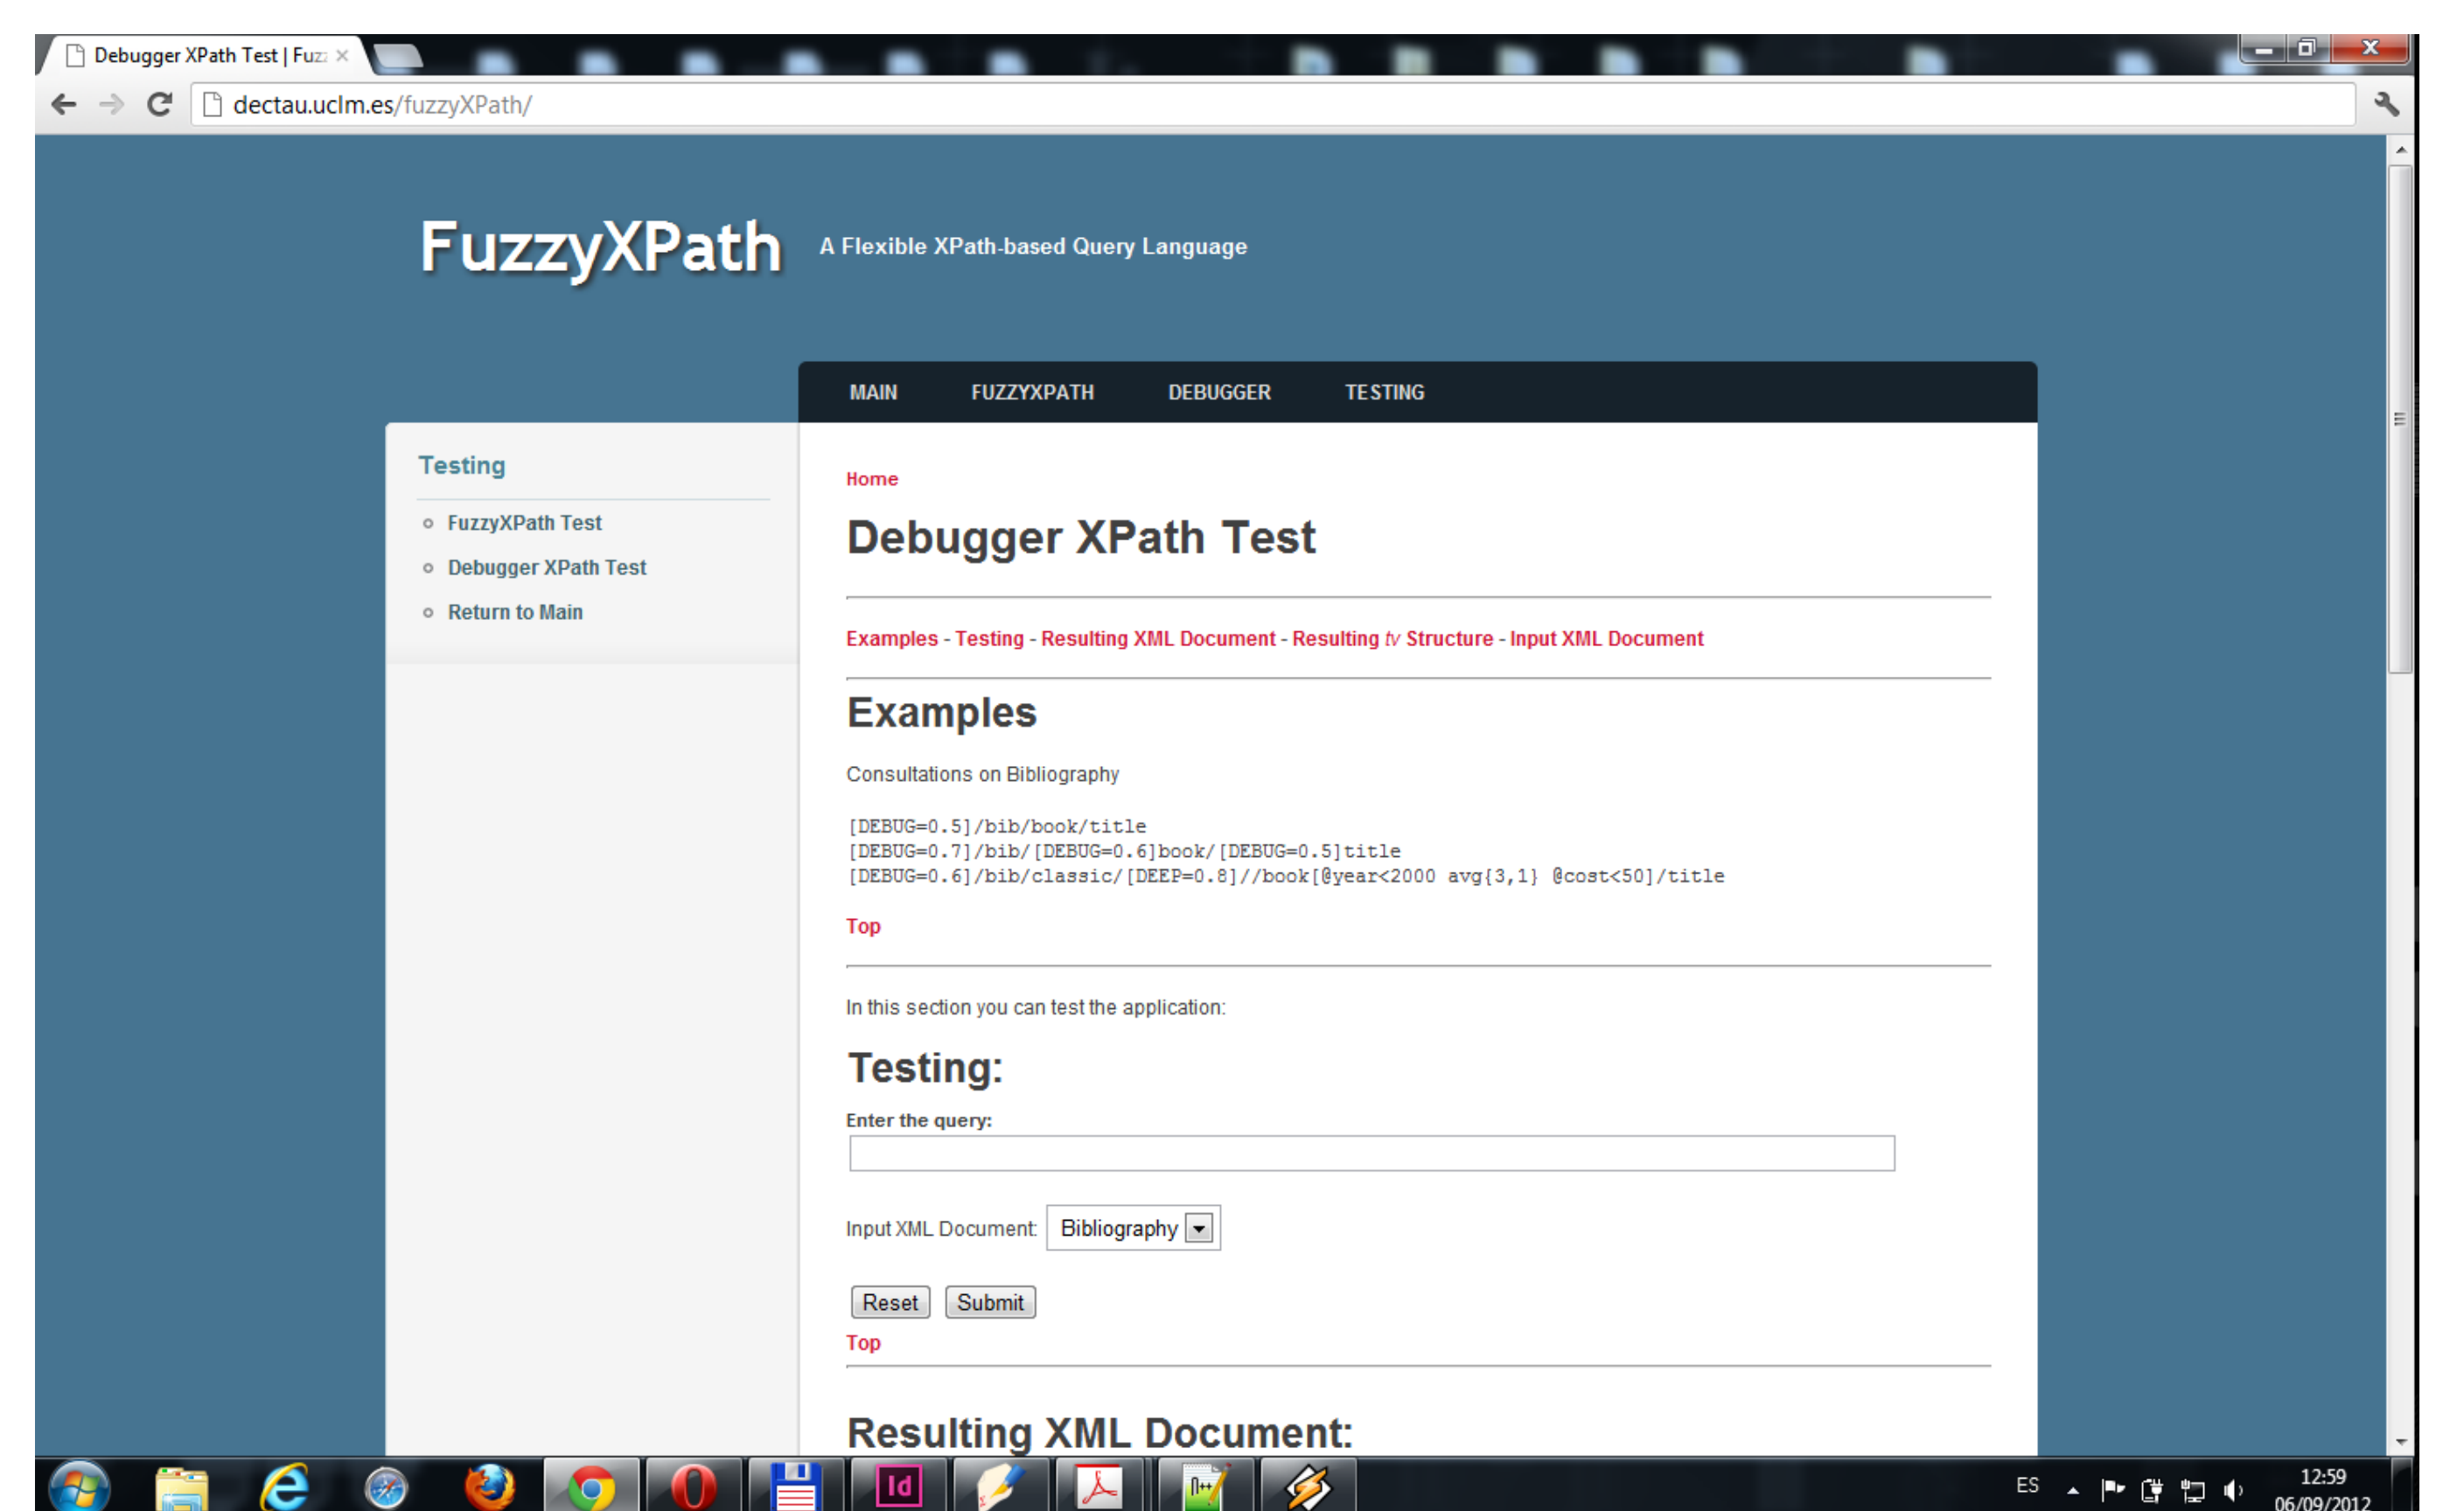 Debugger XPath Test | Fuz
dectau.uclm.es/fuzzyXPath/
FuzzyXPath A Flexible XPath-based Query Language
MAIN FUZZYXPATH DEBUGGER TESTING
Testing
FuzzyXPath Test
Debugger XPath Test
Return to Main
Home
Debugger XPath Test
Examples - Testing - Resulting XML Document - Resulting tv Structure - Input XML Document
Examples
Consultations on Bibliography
[DEBUG=0.5]/bib/book/title
[DEBUG=0.7]/bib/[DEBUG=0.6]book/[DEBUG=0.5]title
[DEBUG=0.6]/bib/classic/[DEEP=0.8]//book[@year<2000 avg{3,1} @cost<50]/title
Top
In this section you can test the application:
Testing:
Enter the query:
Input XML Document: Bibliography
Reset Submit
Top
Resulting XML Document:
Id
ES
12:59
06/09/2012